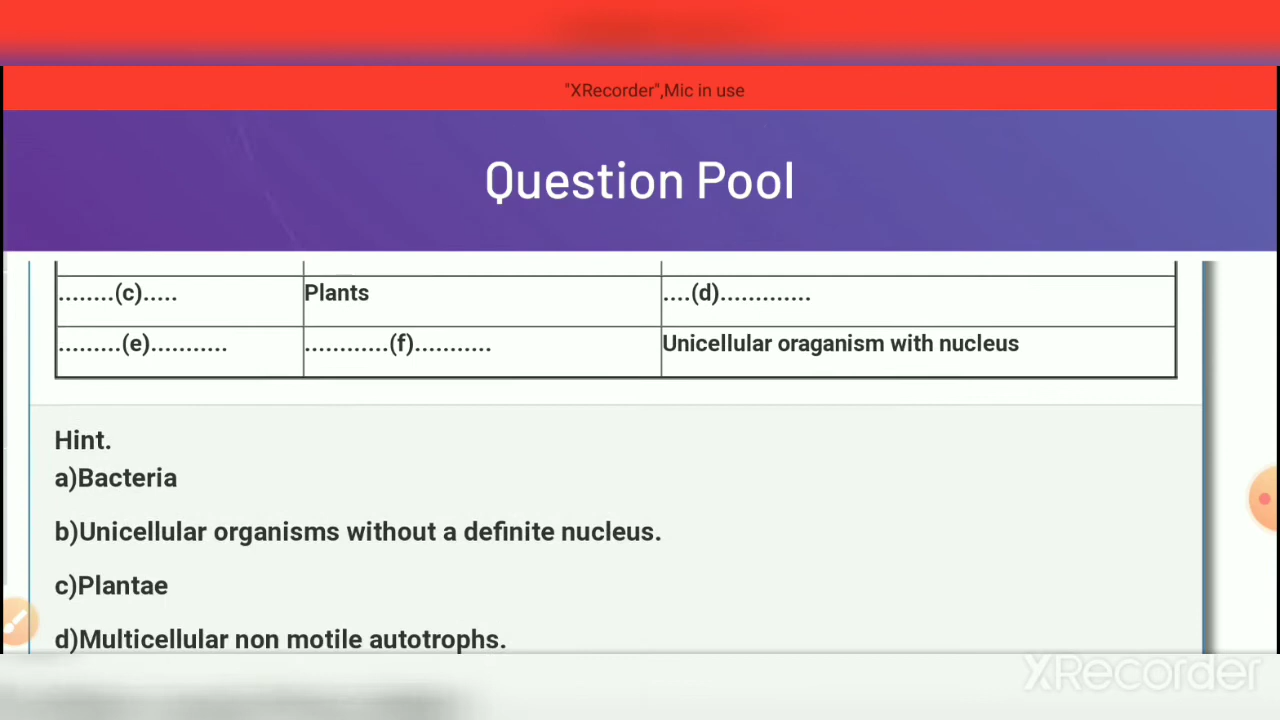 "XRecorder",Mic in use
Question Pool
........(c)..... Plants ....(d).............
.........(e)........... ............(f)........... Unicellular oraganism with nucleus
Hint.
a)Bacteria
b)Unicellular organisms without a definite nucleus.
c)Plantae
d)Multicellular non motile autotrophs.
XRecorder